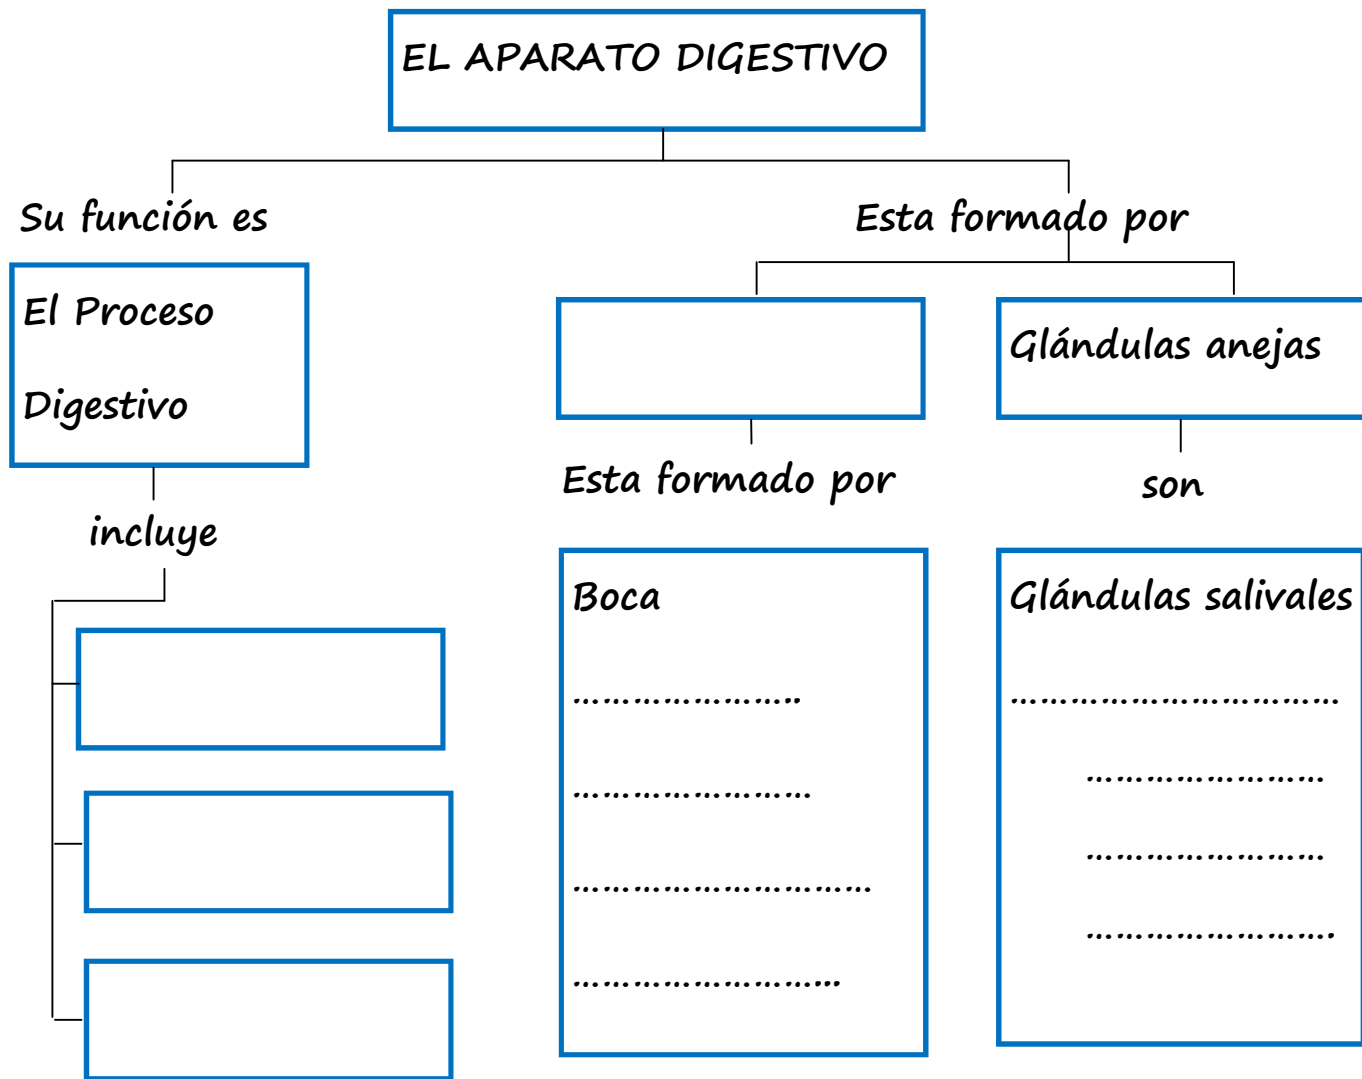 EL APARATO DIGESTIVO
Su función es
Esta formado por
El Proceso
Digestivo
Glándulas anejas
incluye
Esta formado por
son
Boca
…………………..
……………………
…………………………
………………………
Glándulas salivales
……………………………
……………………
……………………
…………………….